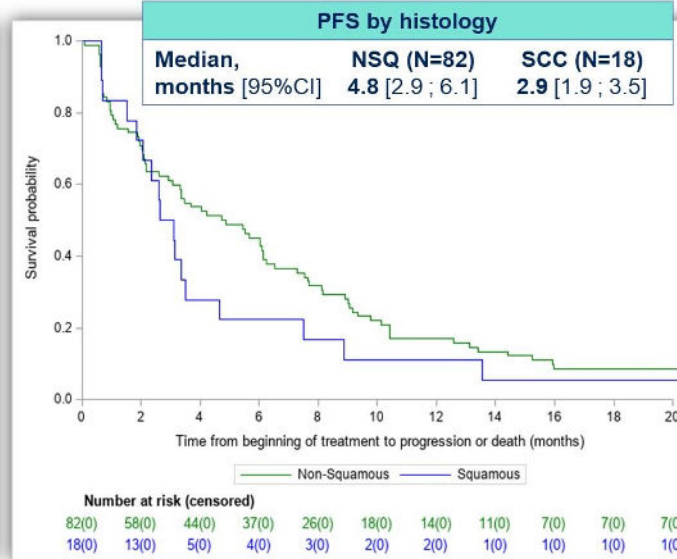 PFS by histology
Median, NSQ (N=82) SCC (N=18)
months [95%CI] 4.8 [2.9 ; 6.1] 2.9 [1.9 ; 3.5]
1.0
0.8
0.6
0.4
0.2
0.0
Survival probability
0 2 4 6 8 10 12 14 16 18 20
Time from beginning of treatment to progression or death (months)
Non-Squamous Squamous
Number at risk (censored)
82(0) 58(0) 44(0) 37(0) 26(0) 18(0) 14(0) 11(0) 7(0) 7(0) 7(0
18(0) 13(0) 5(0) 4(0) 3(0) 2(0) 2(0) 1(0) 1(0) 1(0) 1(0